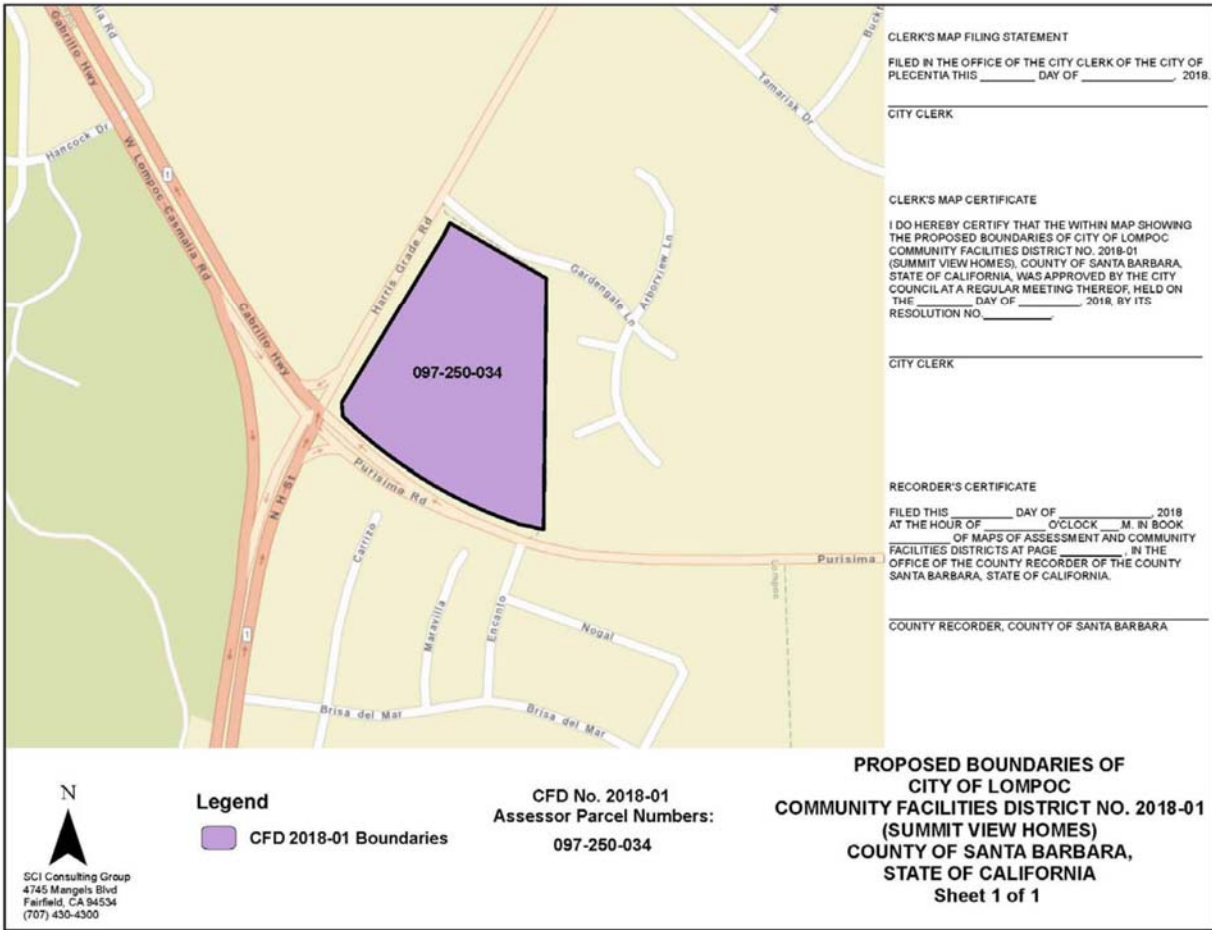 Gabrillo Hwy
lia Rd
Hancock Dr
W Lompoc Casmalia Rd
1
Cabrillo Hwy
Harris Grade Rd
Tamarisk Dr
Buck
Gardengale Ln
Arborview Ln
097-250-034
N H St
Purisima Rd
Purisima
Lompoc
Carrizo
Maravilla
Encanto
Nogal
1
Brisa del Mar
Brisa del Mar
CLERK'S MAP FILING STATEMENT
FILED IN THE OFFICE OF THE CITY CLERK OF THE CITY OF
PLECENTIA THIS ________ DAY OF ______________, 2018.
CITY CLERK
CLERK'S MAP CERTIFICATE
I DO HEREBY CERTIFY THAT THE WITHIN MAP SHOWING
THE PROPOSED BOUNDARIES OF CITY OF LOMPOC
COMMUNITY FACILITIES DISTRICT NO. 2018-01
(SUMMIT VIEW HOMES), COUNTY OF SANTA BARBARA,
STATE OF CALIFORNIA, WAS APPROVED BY THE CITY
COUNCIL AT A REGULAR MEETING THEREOF, HELD ON
THE ________ DAY OF _________, 2018, BY ITS
RESOLUTION NO.__________.
CITY CLERK
RECORDER'S CERTIFICATE
FILED THIS _________ DAY OF ______________, 2018
AT THE HOUR OF _________ O'CLOCK ___.M. IN BOOK
_________ OF MAPS OF ASSESSMENT AND COMMUNITY
FACILITIES DISTRICTS AT PAGE _________ , IN THE
OFFICE OF THE COUNTY RECORDER OF THE COUNTY
SANTA BARBARA, STATE OF CALIFORNIA.
COUNTY RECORDER, COUNTY OF SANTA BARBARA
N
SCI Consulting Group
4745 Mangels Blvd
Fairfield, CA 94534
(707) 430-4300
Legend
CFD 2018-01 Boundaries
CFD No. 2018-01
Assessor Parcel Numbers:
097-250-034
PROPOSED BOUNDARIES OF
CITY OF LOMPOC
COMMUNITY FACILITIES DISTRICT NO. 2018-01
(SUMMIT VIEW HOMES)
COUNTY OF SANTA BARBARA,
STATE OF CALIFORNIA
Sheet 1 of 1